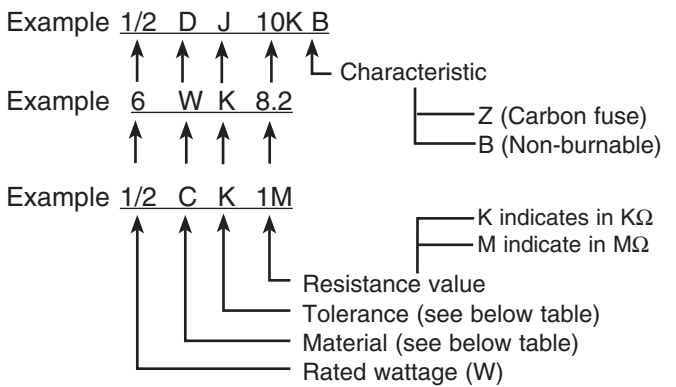 Example 1/2 D J 10K B
Characteristic
Example 6 W K 8.2
Z (Carbon fuse)
B (Non-burnable)
Example 1/2 C K 1M
K indicates in KΩ
M indicate in MΩ
Resistance value
Tolerance (see below table)
Material (see below table)
Rated wattage (W)